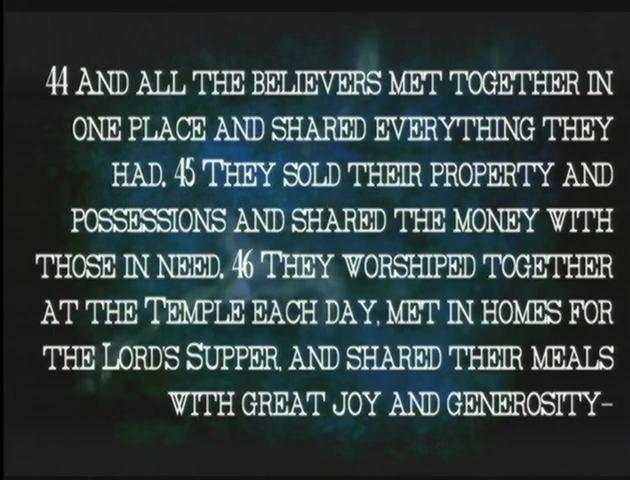 44 AND ALL THE BELIEVERS MET TOGETHER IN
ONE PLACE AND SHARED EVERYTHING THEY
HAD. 45 THEY SOLD THEIR PROPERTY AND
POSSESSIONS AND SHARED THE MONEY WITH
THOSE IN NEED. 46 THEY WORSHIPED TOGETHER
AT THE TEMPLE EACH DAY, MET IN HOMES FOR
THE LORD'S SUPPER, AND SHARED THEIR MEALS
WITH GREAT JOY AND GENEROSITY–